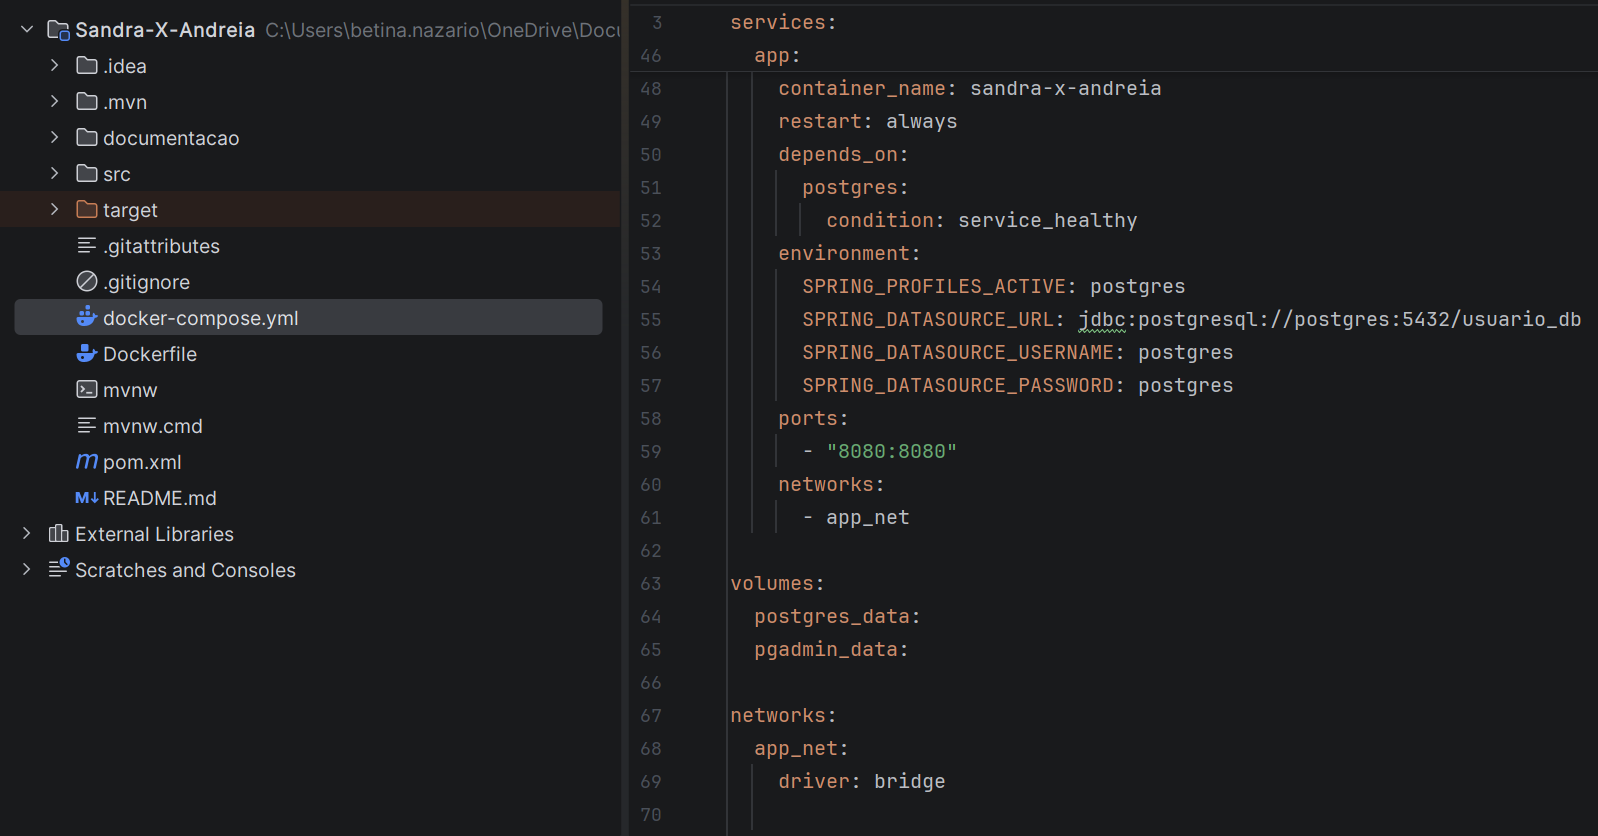 Sandra-X-Andreia C:\Users\betina.nazario\OneDrive\Docu
.idea
.mvn
documentacao
src
target
.gitattributes
.gitignore
docker-compose.yml
Dockerfile
mvnw
mvnw.cmd
pom.xml
README.md
External Libraries
Scratches and Consoles
3 services:
46 app:
48 container_name: sandra-x-andreia
49 restart: always
50 depends_on:
51 postgres:
52 condition: service_healthy
53 environment:
54 SPRING_PROFILES_ACTIVE: postgres
55 SPRING_DATASOURCE_URL: jdbc:postgresql://postgres:5432/usuario_db
56 SPRING_DATASOURCE_USERNAME: postgres
57 SPRING_DATASOURCE_PASSWORD: postgres
58 ports:
59 - "8080:8080"
60 networks:
61 - app_net
62
63 volumes:
64 postgres_data:
65 pgadmin_data:
66
67 networks:
68 app_net:
69 driver: bridge
70